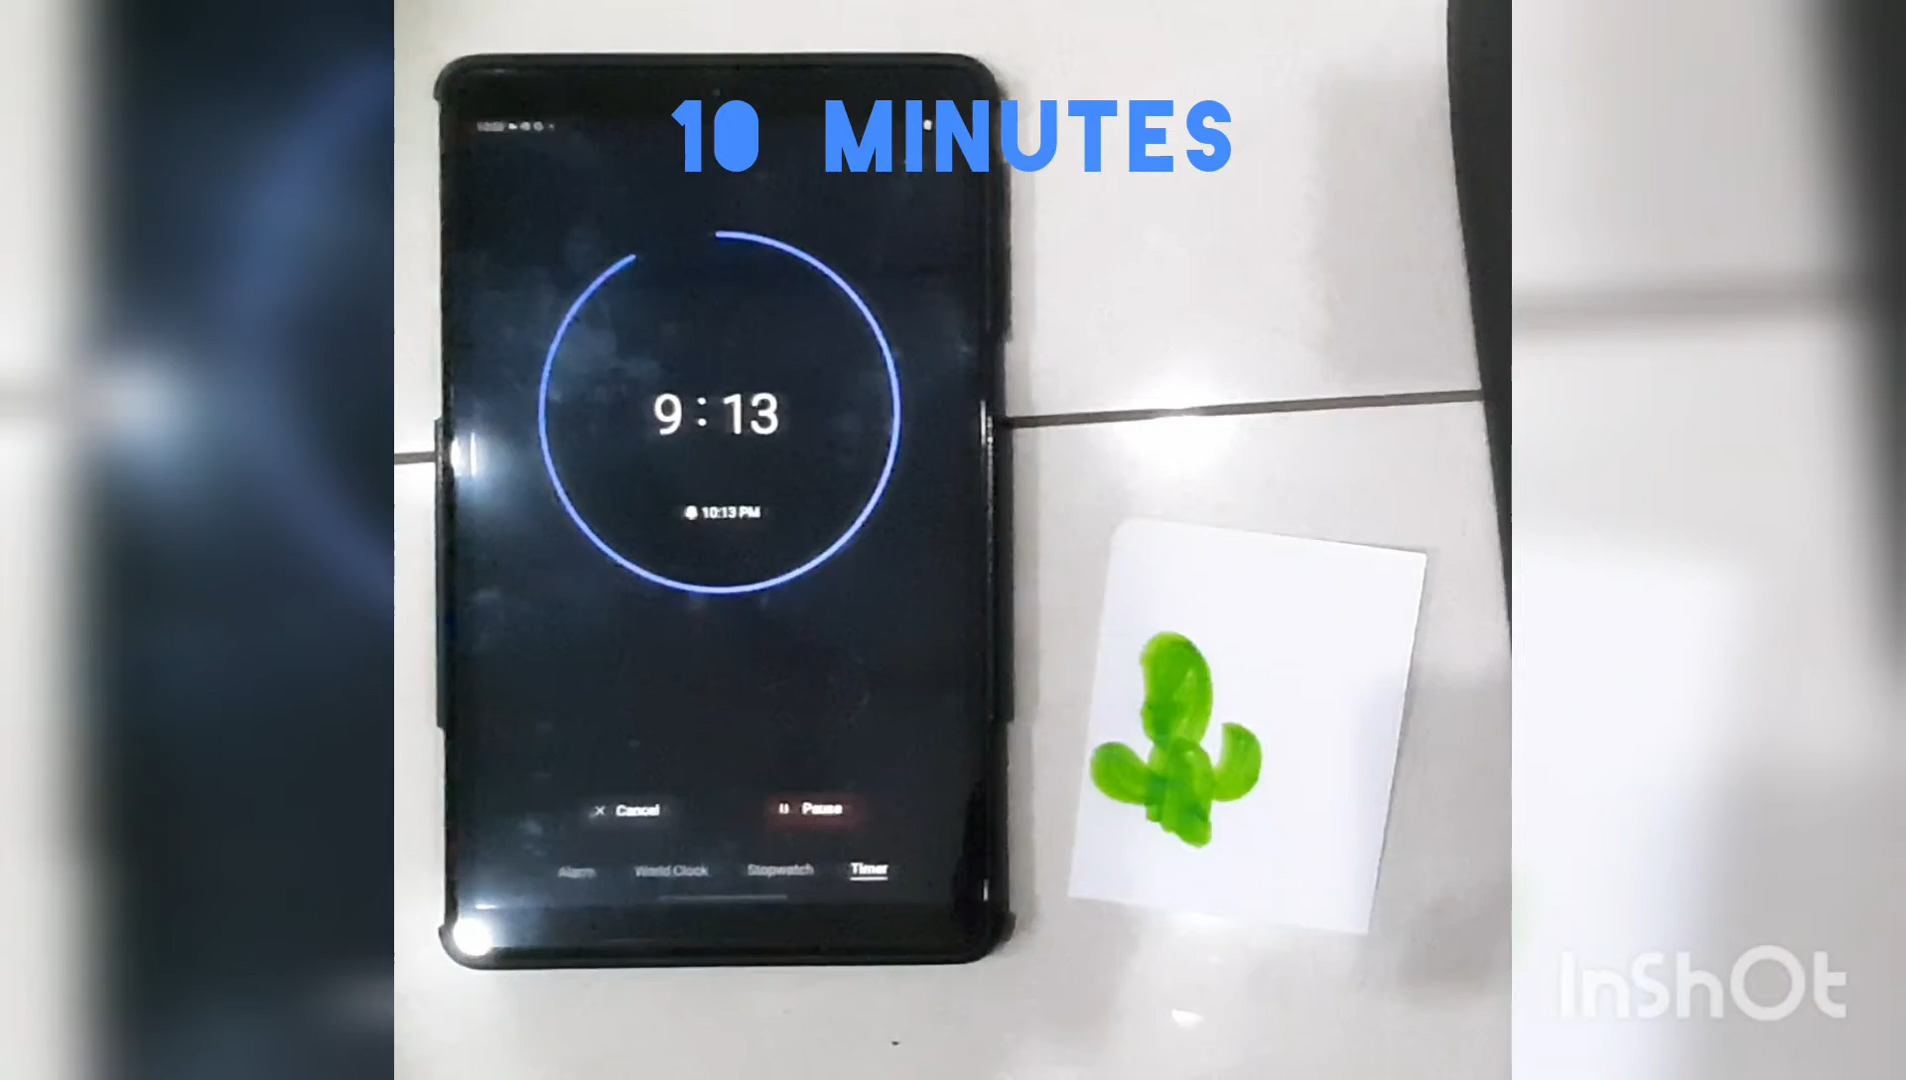 10 MINUTES
9:13
10:13 PM
Cancel Pause
Alarm World Clock Stopwatch Timer
InShOt